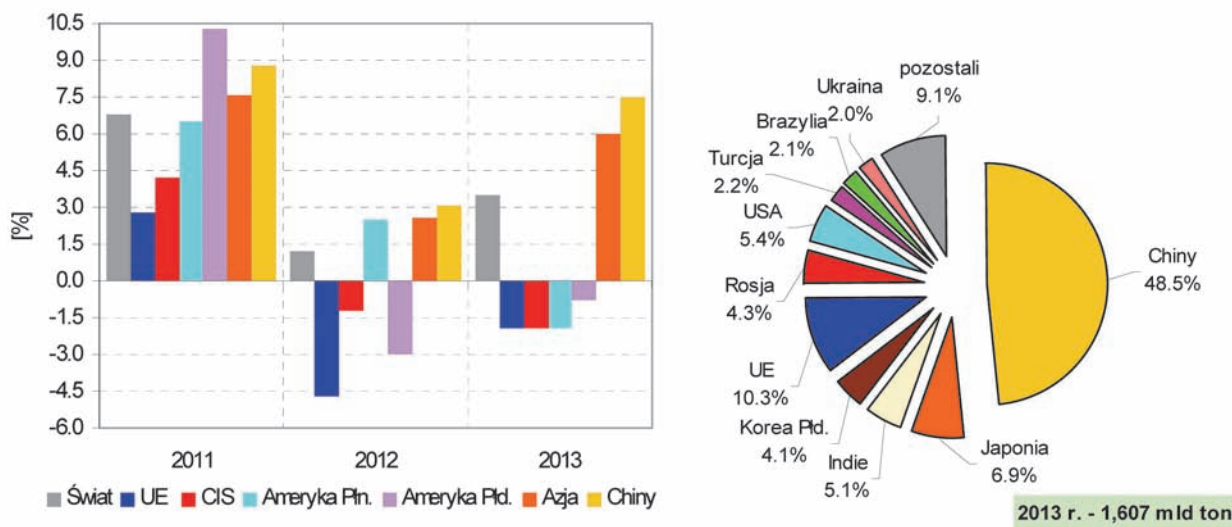 10.5
9.0
7.5
6.0
4.5
3.0
1.5
0.0
-1.5
-3.0
-4.5
-6.0
[%]
2011 2012 2013
Świat UE CIS Ameryka Płn. Ameryka Płd. Azja Chiny
pozostali
9.1%
Ukraina
2.0%
Brazylia
2.1%
Turcja
2.2%
USA
5.4%
Rosja
4.3%
UE
10.3%
Korea Płd.
4.1%
Indie
5.1%
Japonia
6.9%
Chiny
48.5%
2013 r. - 1,607 mld ton